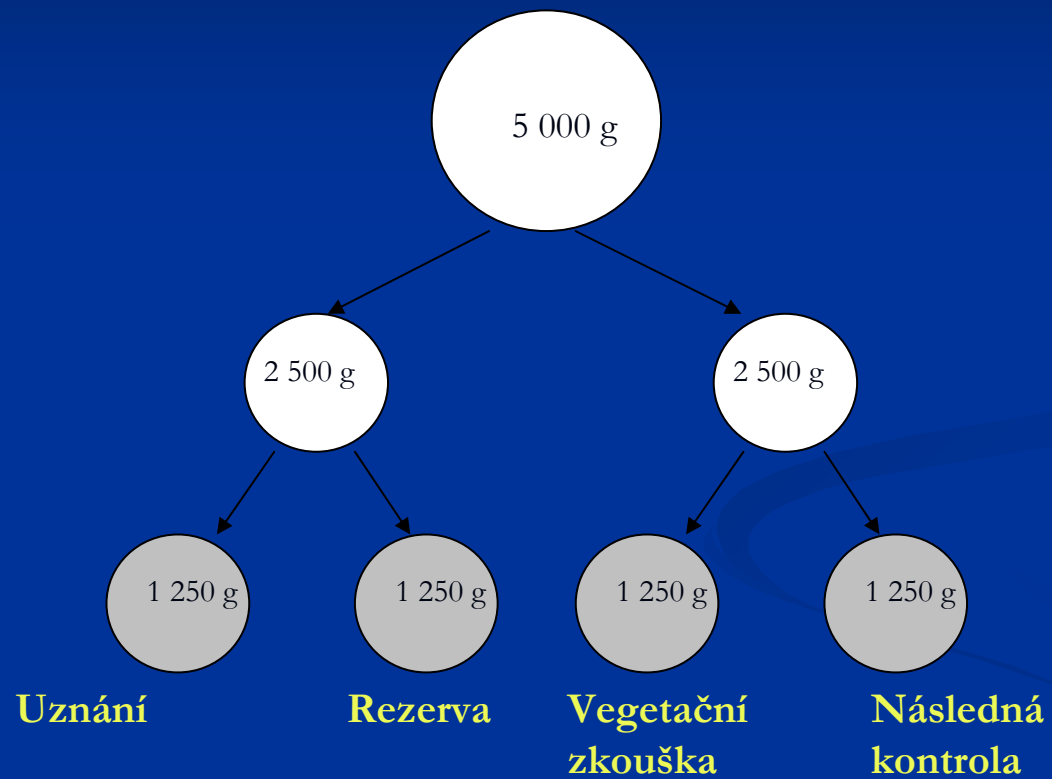 5 000 g
2 500 g
2 500 g
1 250 g
1 250 g
1 250 g
1 250 g
Uznání
Rezerva
Vegetační
zkouška
Následná
kontrola